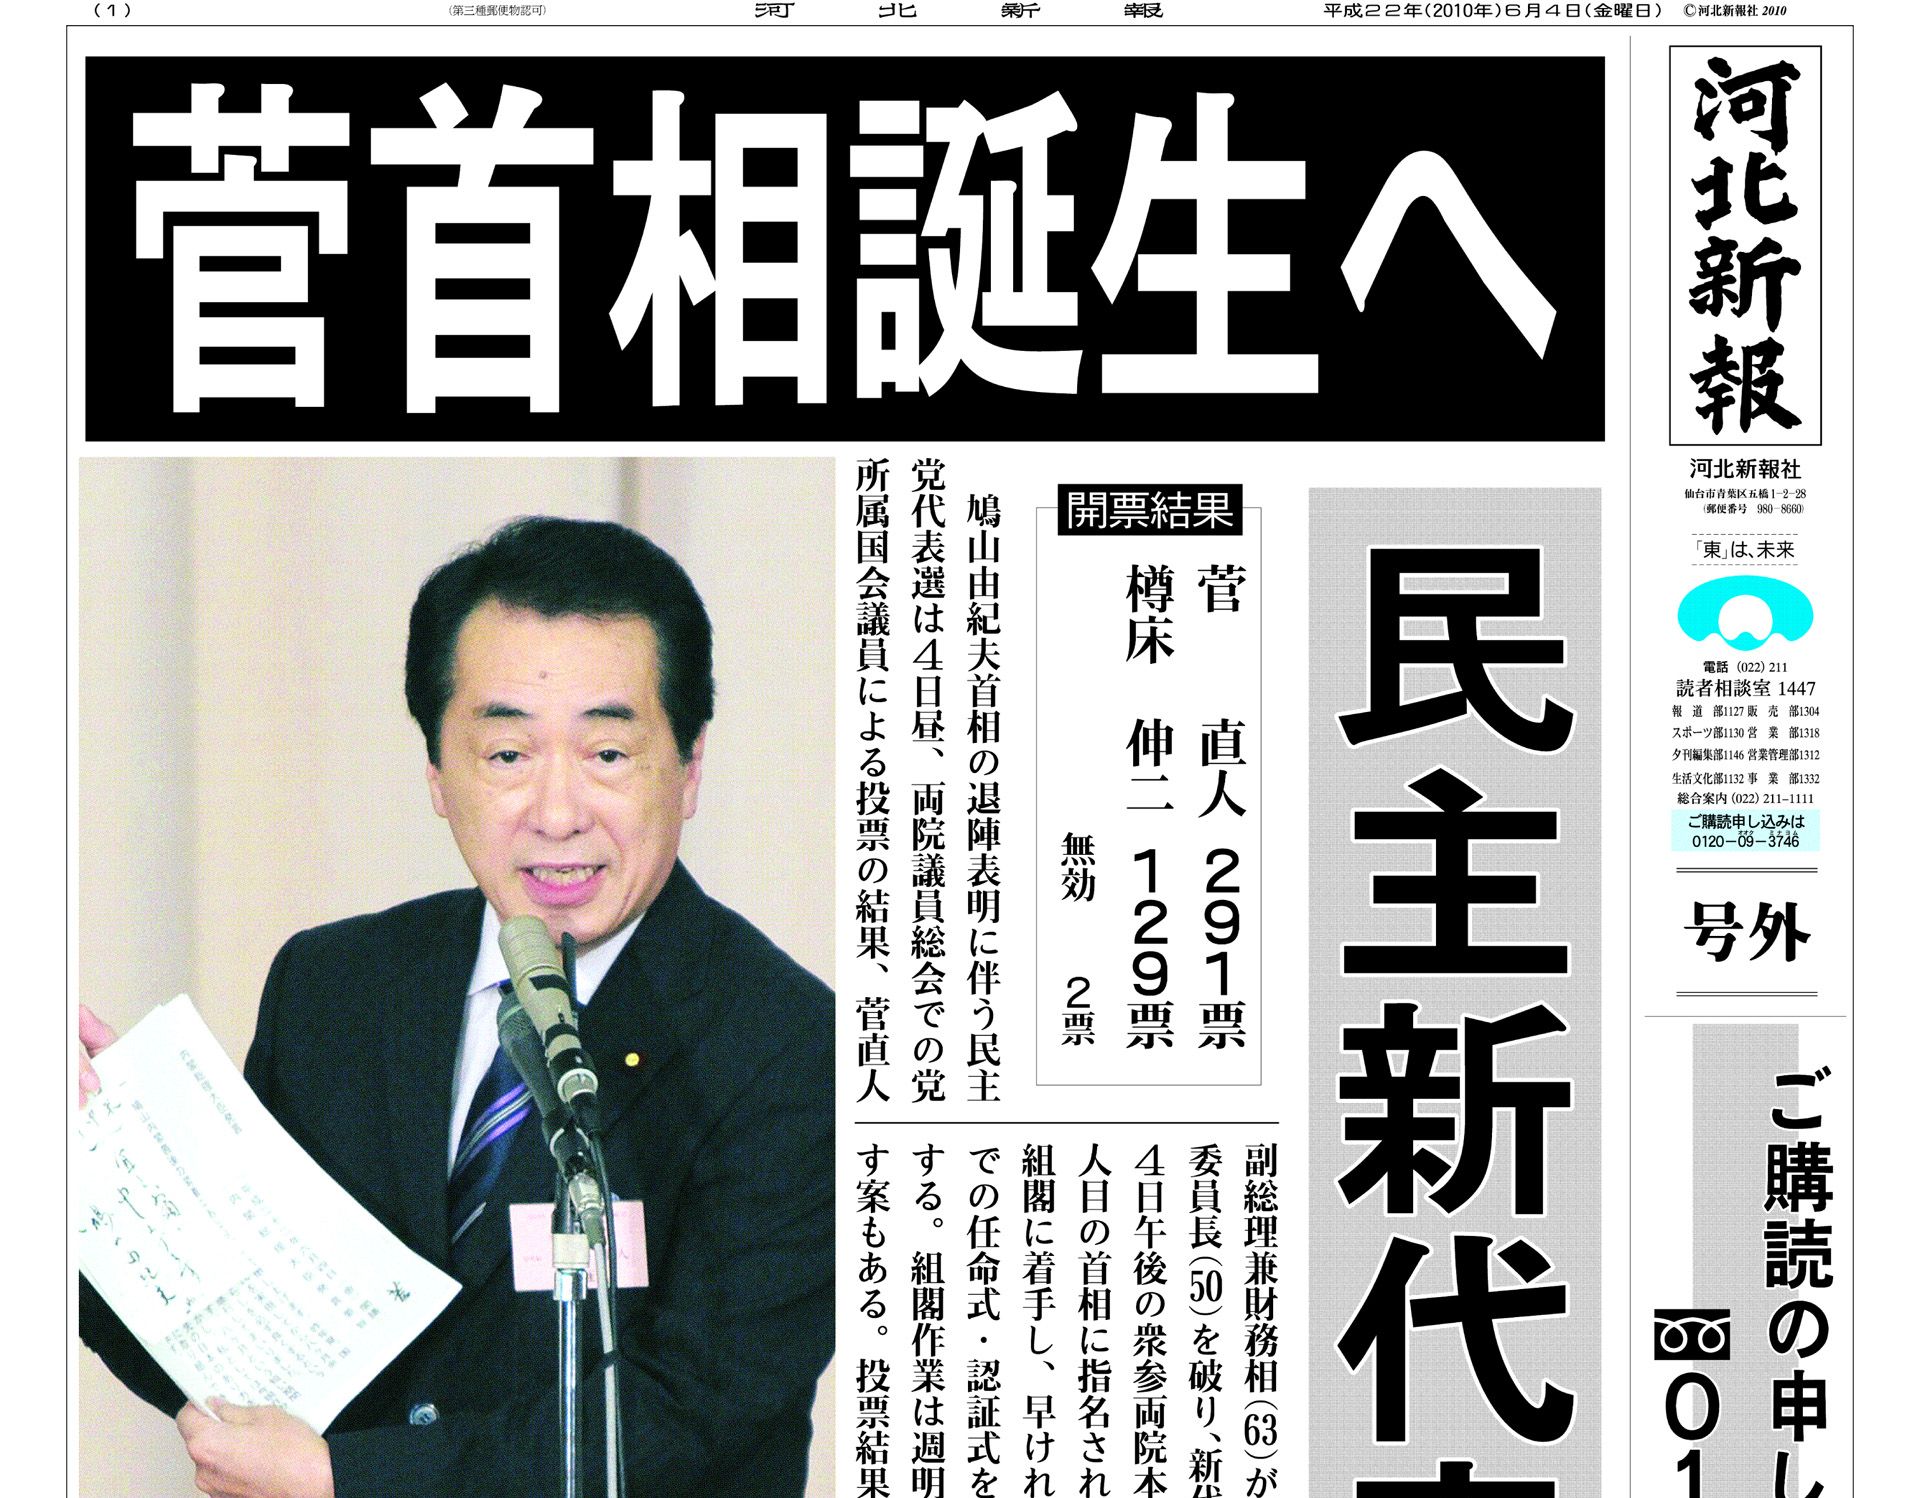 （1）
（第三種郵便物認可）
河北新報
平成22年(2010年)6月4日(金曜日)
©河北新報社 2010
菅首相誕生へ
河北新報
河北新報社
仙台市青葉区五橋1-2-28
（郵便番号 980-8660）
「東」は、未来
電話 (022) 211
読者相談室 1447
報道部1127 販売部1304
スポーツ部1130 営業部1318
夕刊編集部1146 営業管理部1312
生活文化部1132 事業部1332
総合案内 (022) 211-1111
ご購読申し込みは
オオク ミナヨム
0120-09-3746
号外
ご購読の申し
01
民主新代
開票結果
菅 直人 291票
樽床 伸二 129票
無効 2票
鳩山由紀夫首相の退陣表明に伴う民主
党代表選は4日昼、両院議員総会での党
所属国会議員による投票の結果、菅直人
副総理兼財務相(63)が
委員長(50)を破り、新代
4日午後の衆参両院本
人目の首相に指名され
組閣に着手し、早けれ
での任命式・認証式を
する。組閣作業は週明
す案もある。投票結果